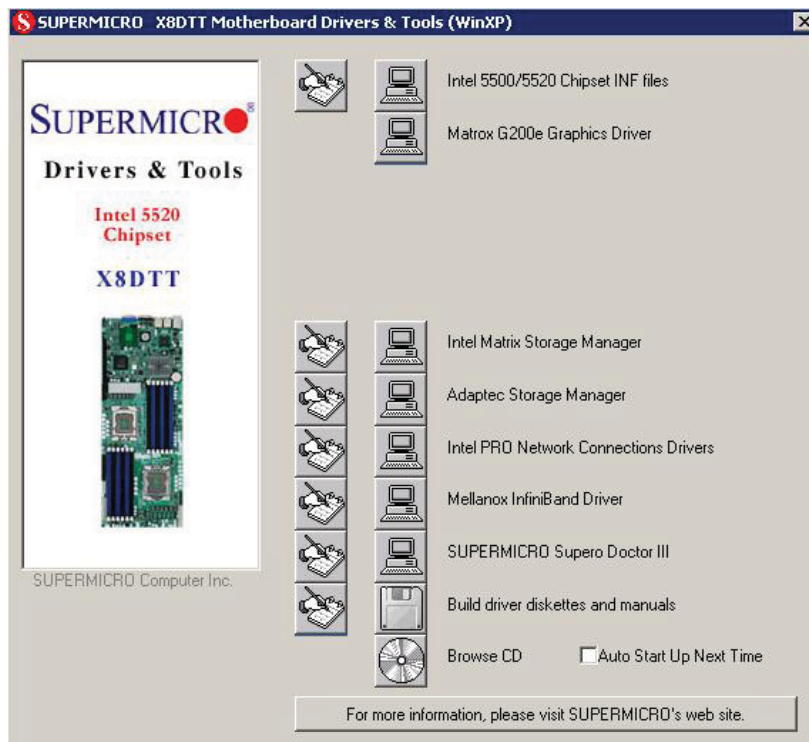 SUPERMICRO X8DTT Motherboard Drivers & Tools (WinXP)
SUPERMICRO®
Drivers & Tools
Intel 5520
Chipset
X8DTT
SUPERMICRO Computer Inc.
Intel 5500/5520 Chipset INF files
Matrox G200e Graphics Driver
Intel Matrix Storage Manager
Adaptec Storage Manager
Intel PRO Network Connections Drivers
Mellanox InfiniBand Driver
SUPERMICRO Supero Doctor III
Build driver diskettes and manuals
Browse CD Auto Start Up Next Time
For more information, please visit SUPERMICRO's web site.